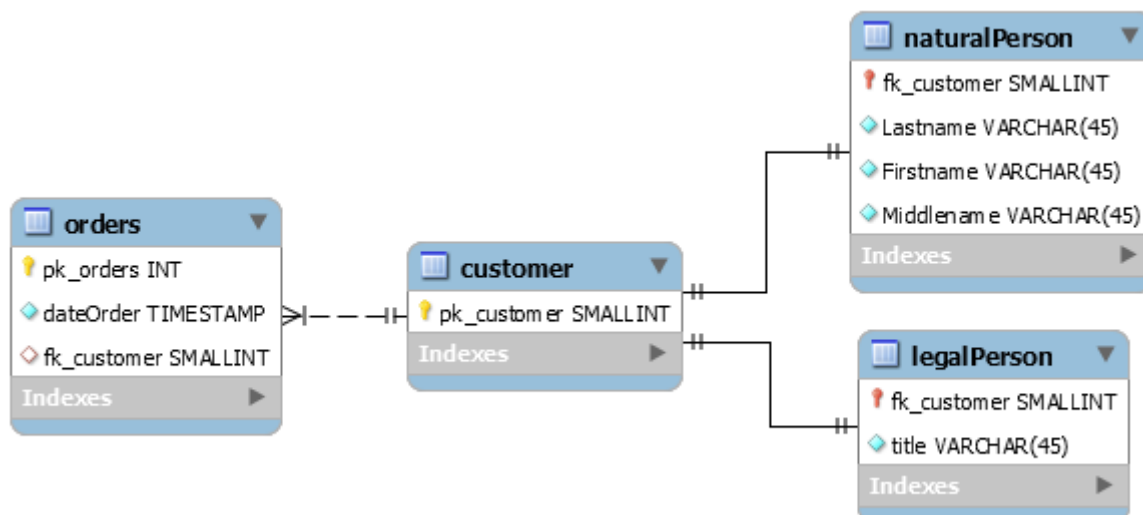 orders
pk_orders INT
dateOrder TIMESTAMP
fk_customer SMALLINT
Indexes
customer
pk_customer SMALLINT
Indexes
naturalPerson
fk_customer SMALLINT
Lastname VARCHAR(45)
Firstname VARCHAR(45)
Middlename VARCHAR(45)
Indexes
legalPerson
fk_customer SMALLINT
title VARCHAR(45)
Indexes